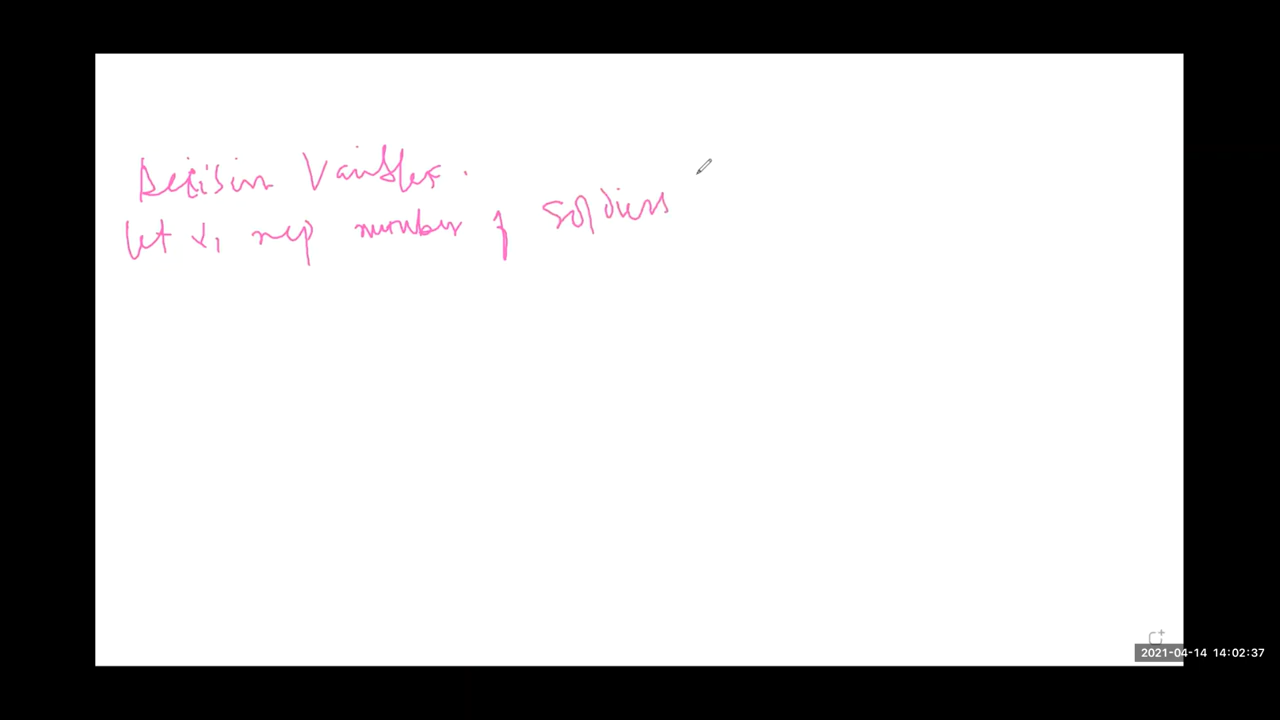 Decision Variables.
let x₁ rep number of soldiers
2021-04-14 14:02:37